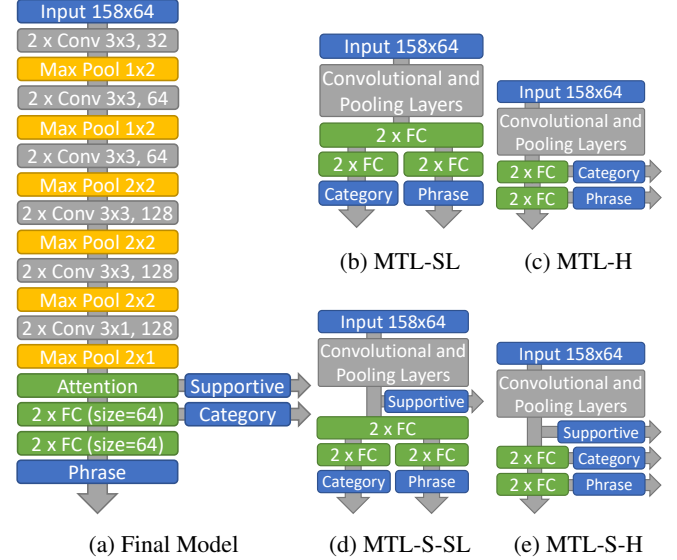 Input 158x64
2 x Conv 3x3, 32
Max Pool 1x2
2 x Conv 3x3, 64
Max Pool 1x2
2 x Conv 3x3, 64
Max Pool 2x2
2 x Conv 3x3, 128
Max Pool 2x2
2 x Conv 3x3, 128
Max Pool 2x2
2 x Conv 3x1, 128
Max Pool 2x1
Attention Supportive
2 x FC (size=64) Category
2 x FC (size=64)
Phrase
(a) Final Model
Input 158x64
Convolutional and
Pooling Layers
2 x FC
2 x FC 2 x FC
Category Phrase
(b) MTL-SL
Input 158x64
Convolutional and
Pooling Layers
2 x FC Category
2 x FC Phrase
(c) MTL-H
Input 158x64
Convolutional and
Pooling Layers
Supportive
2 x FC
2 x FC 2 x FC
Category Phrase
(d) MTL-S-SL
Input 158x64
Convolutional and
Pooling Layers
Supportive
2 x FC Category
2 x FC Phrase
(e) MTL-S-H